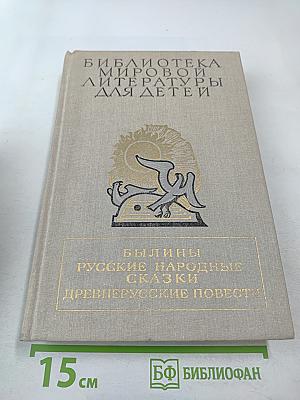 БИБЛИОТЕКА
МИРОВОЙ
ЛИТЕРАТУРЫ
ДЛЯ ДЕТЕЙ
БЫЛИНЫ
РУССКИЕ НАРОДНЫЕ
СКАЗКИ
ДРЕВНЕРУССКИЕ ПОВЕСТИ
15 см
БФ БИБЛИОФАН